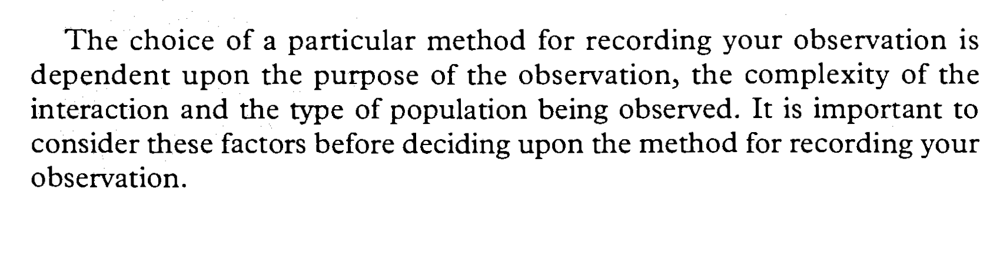 The choice of a particular method for recording your observation is
dependent upon the purpose of the observation, the complexity of the
interaction and the type of population being observed. It is important to
consider these factors before deciding upon the method for recording your
observation.